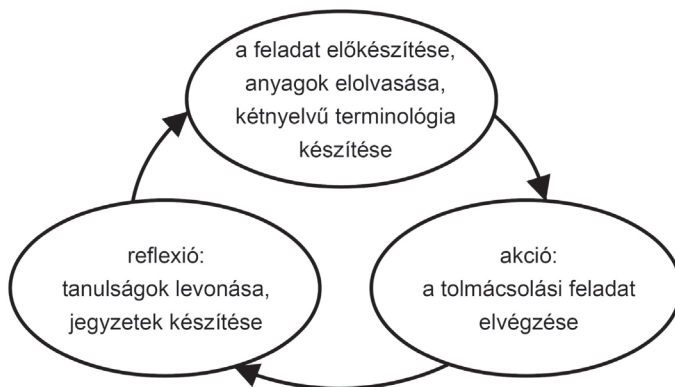 a feladat előkészítése,
anyagok elolvasása,
kétnyelvű terminológia
készítése
reflexió:
tanulságok levonása,
jegyzetek készítése
akció:
a tolmácsolási feladat
elvégzése